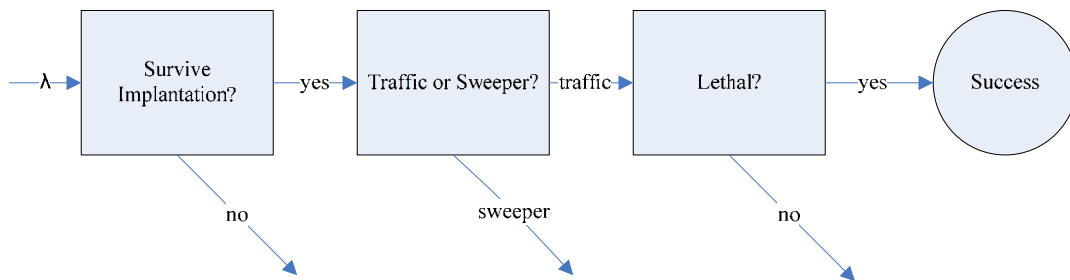 λ
Survive
Implantation?
yes
Traffic or Sweeper?
traffic
Lethal?
yes
Success
no
sweeper
no